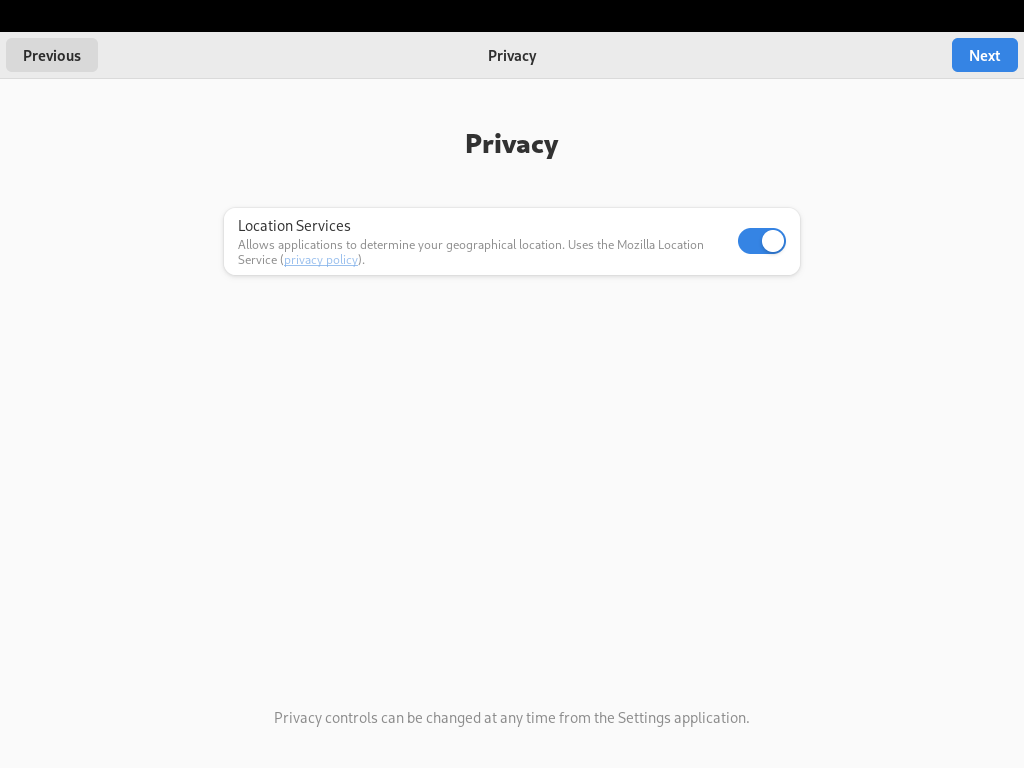 Previous
Privacy
Next
Privacy
Location Services
Allows applications to determine your geographical location. Uses the Mozilla Location
Service (privacy policy).
Privacy controls can be changed at any time from the Settings application.